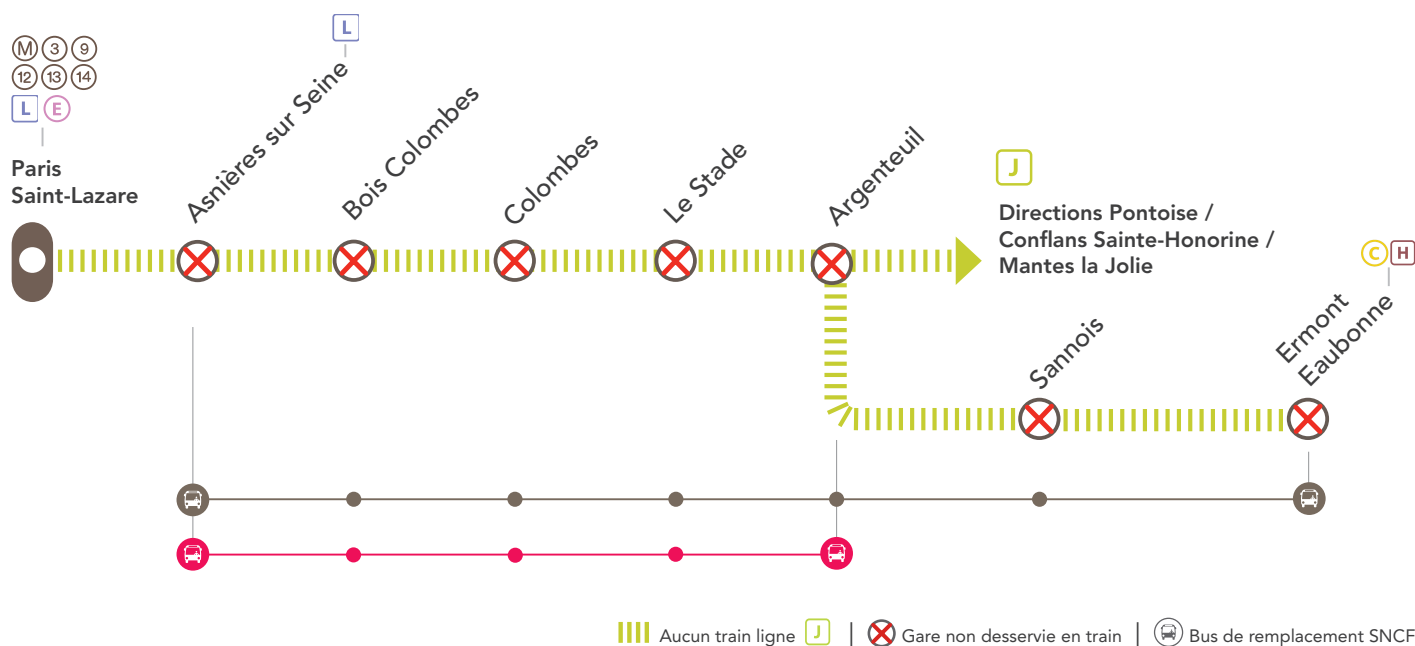 L
M 3 9
12 13 14
L E
Paris
Saint-Lazare
Asnières sur Seine
Bois Colombes
Colombes
Le Stade
Argenteuil
J
Directions Pontoise /
Conflans Sainte-Honorine /
Mantes la Jolie
C H
Sannois
Ermont
Eaubonne
Aucun train ligne J | Gare non desservie en train | Bus de remplacement SNCF